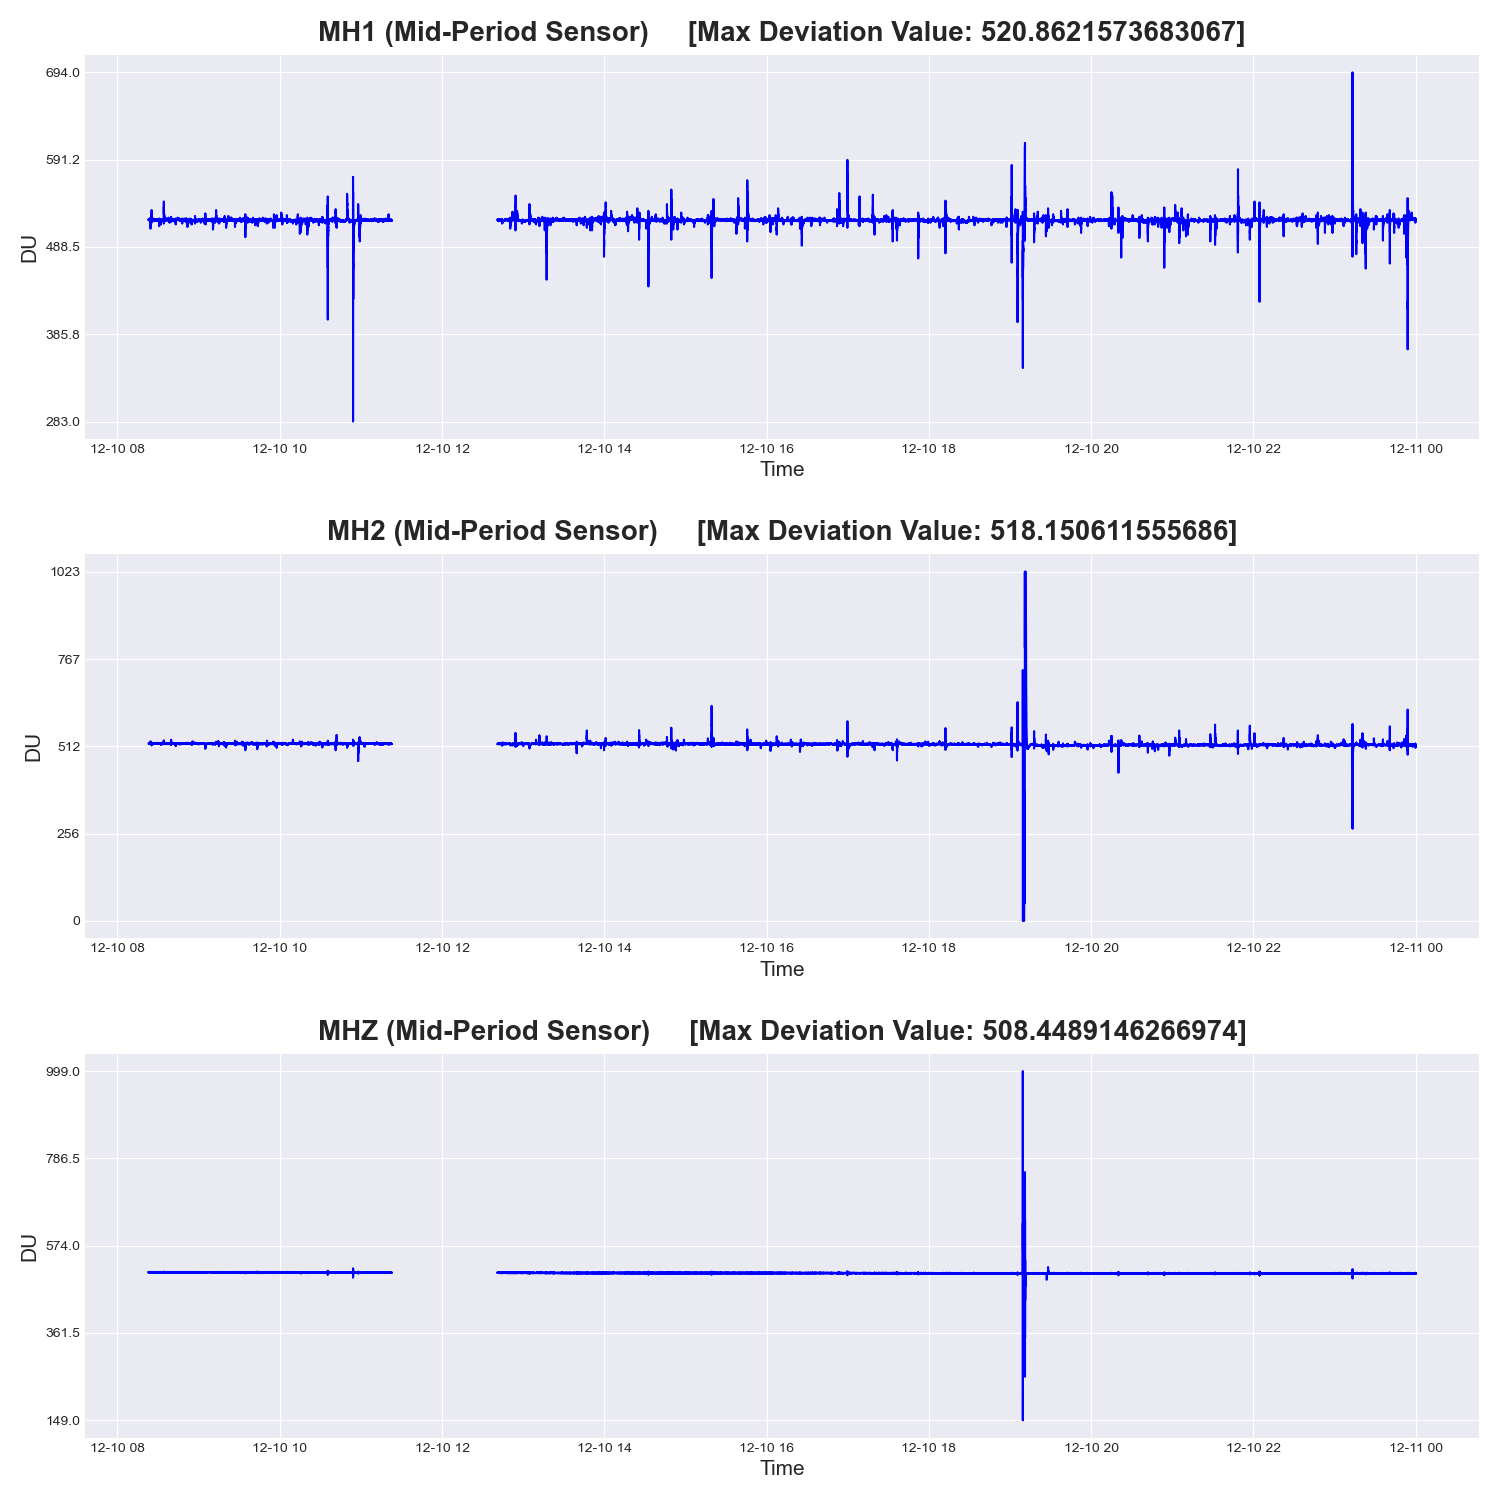 MH1 (Mid-Period Sensor) [Max Deviation Value: 520.8621573683067]
694.0
591.2
488.5
385.8
283.0
DU
12-10 08 12-10 10 12-10 12 12-10 14 12-10 16 12-10 18 12-10 20 12-10 22 12-11 00
Time
MH2 (Mid-Period Sensor) [Max Deviation Value: 518.150611555686]
1023
767
512
256
0
DU
12-10 08 12-10 10 12-10 12 12-10 14 12-10 16 12-10 18 12-10 20 12-10 22 12-11 00
Time
MHZ (Mid-Period Sensor) [Max Deviation Value: 508.4489146266974]
999.0
786.5
574.0
361.5
149.0
DU
12-10 08 12-10 10 12-10 12 12-10 14 12-10 16 12-10 18 12-10 20 12-10 22 12-11 00
Time